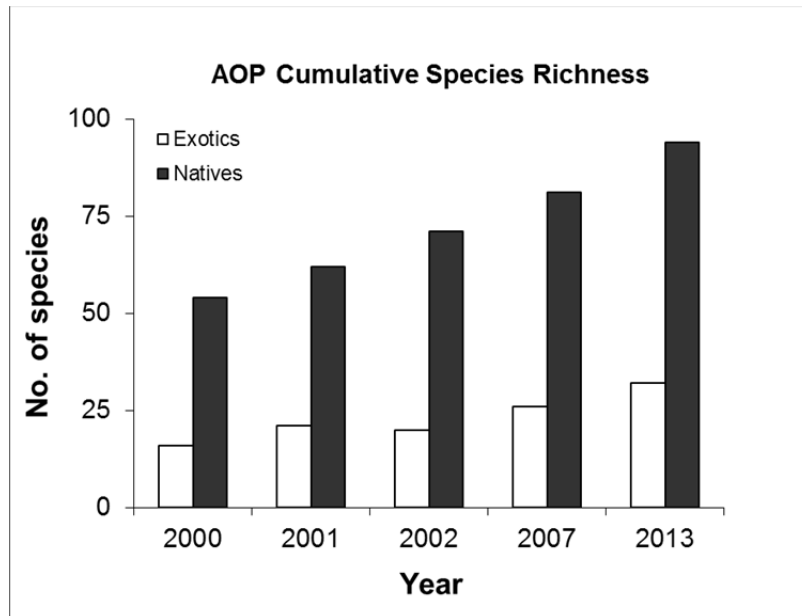 AOP Cumulative Species Richness
100
75
50
25
0
No. of species
Exotics
Natives
2000 2001 2002 2007 2013
Year